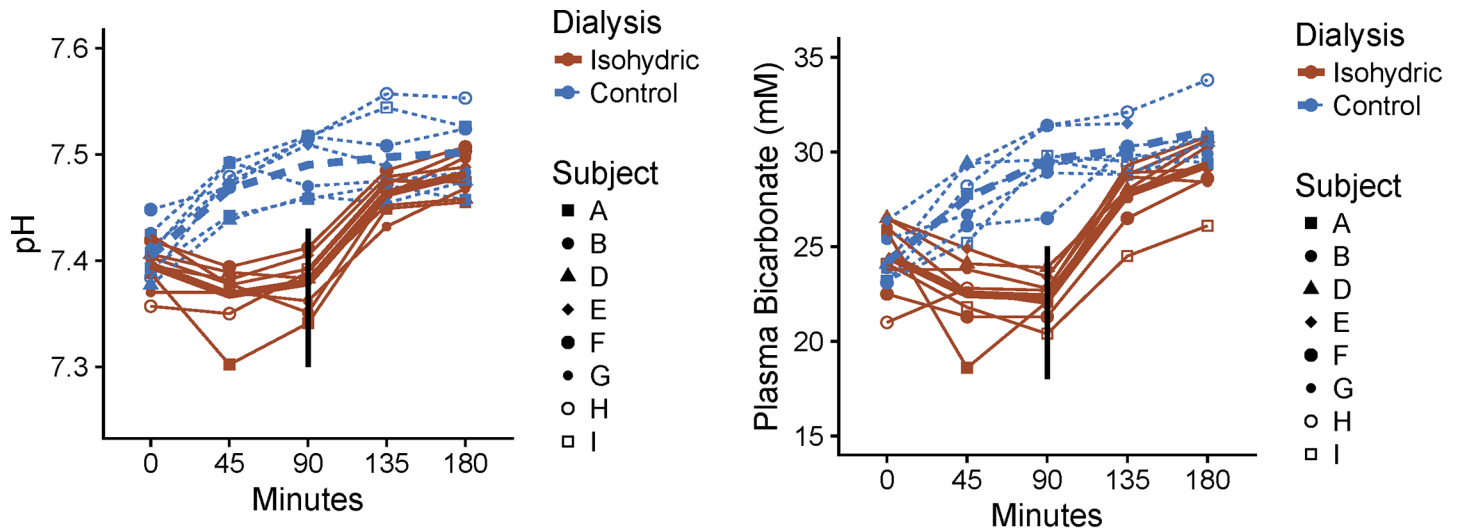 pH
7.6
7.5
7.4
7.3
0 45 90 135 180
Minutes
Dialysis
Isohydric
Control
Subject
A
B
D
E
F
G
H
I
Plasma Bicarbonate (mM)
35
30
25
20
15
0 45 90 135 180
Minutes
Dialysis
Isohydric
Control
Subject
A
B
D
E
F
G
H
I